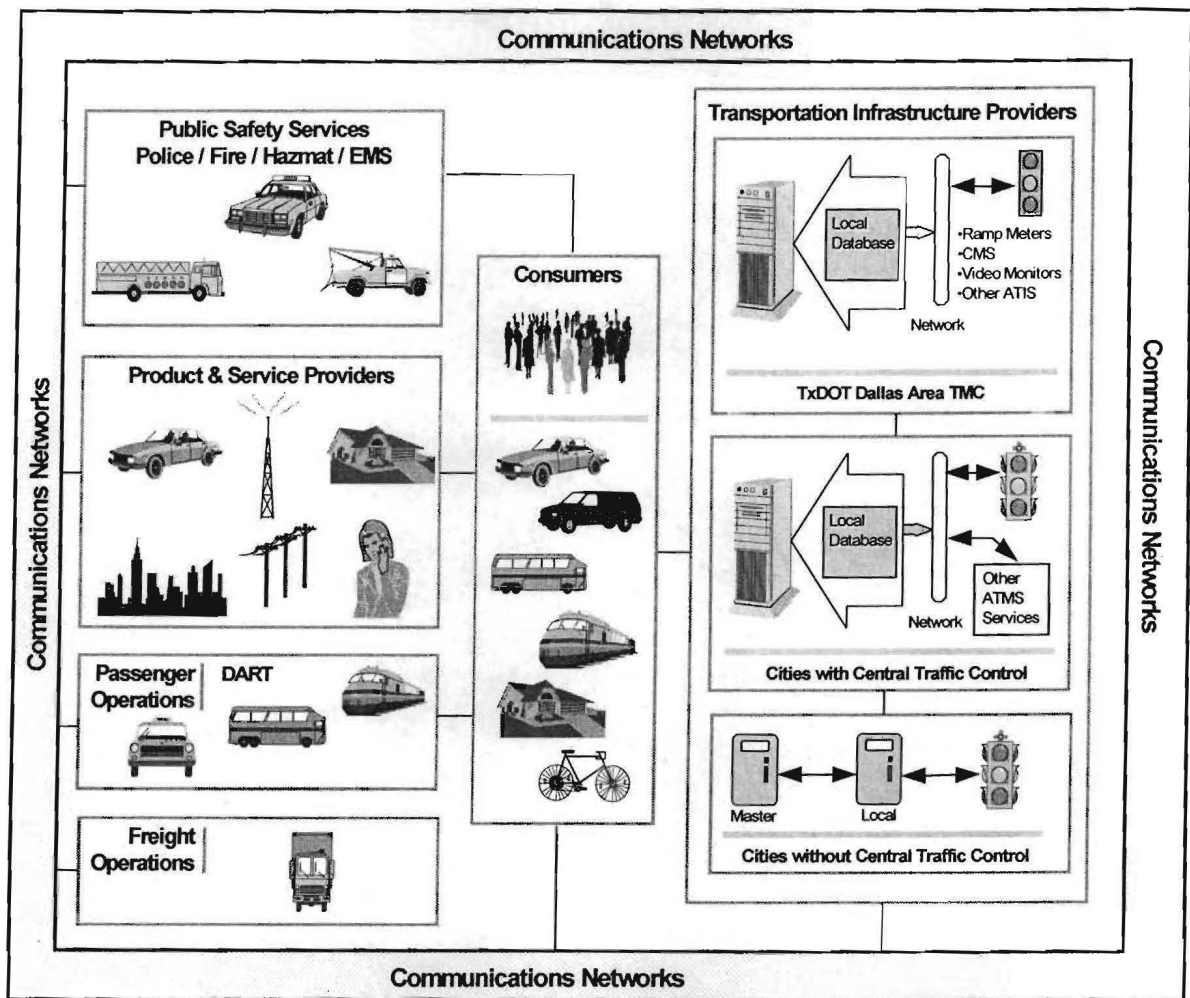 Communications Networks
Communications Networks
Public Safety Services
Police / Fire / Hazmat / EMS
Product & Service Providers
Passenger
Operations
DART
Freight
Operations
Consumers
Transportation Infrastructure Providers
Local
Database
Network
•Ramp Meters
•CMS
•Video Monitors
•Other ATIS
TxDOT Dallas Area TMC
Local
Database
Network
Other
ATMS
Services
Cities with Central Traffic Control
Master
Local
Cities without Central Traffic Control
Communications Networks
Communications Networks